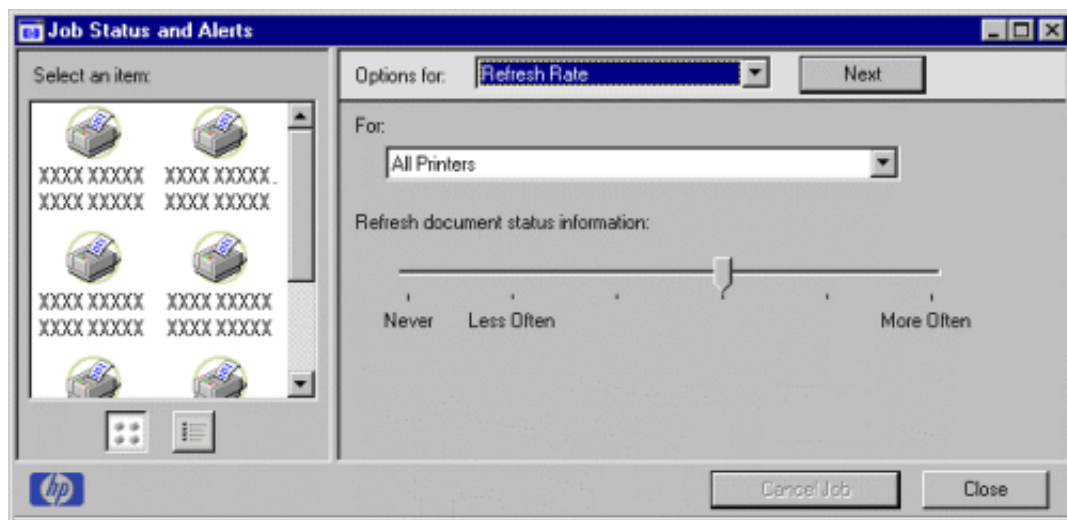 Job Status and Alerts
Select an item:
Options for: Refresh Rate Next
XXXX XXXXX XXXX XXXXX.
XXXX XXXXX XXXX XXXXX
XXXX XXXXX XXXX XXXXX
XXXX XXXXX XXXX XXXXX
For:
All Printers
Refresh document status information:
Never Less Often More Often
hp Cancel Job Close